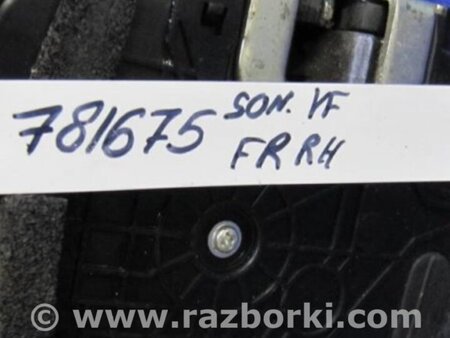 781675 SON. YF
FR RH
© www.razborki.com